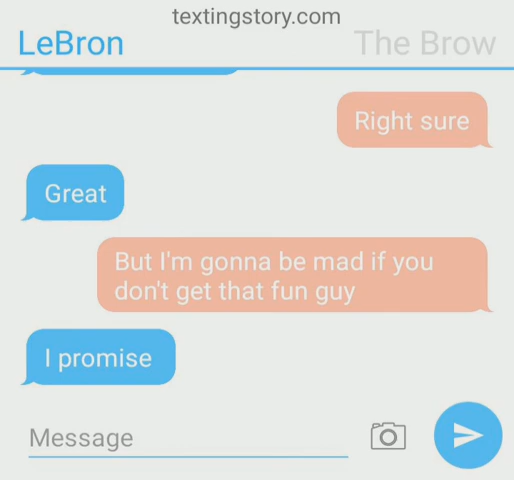 textingstory.com
LeBron
The Brow
Right sure
Great
But I'm gonna be mad if you
don't get that fun guy
I promise
Message